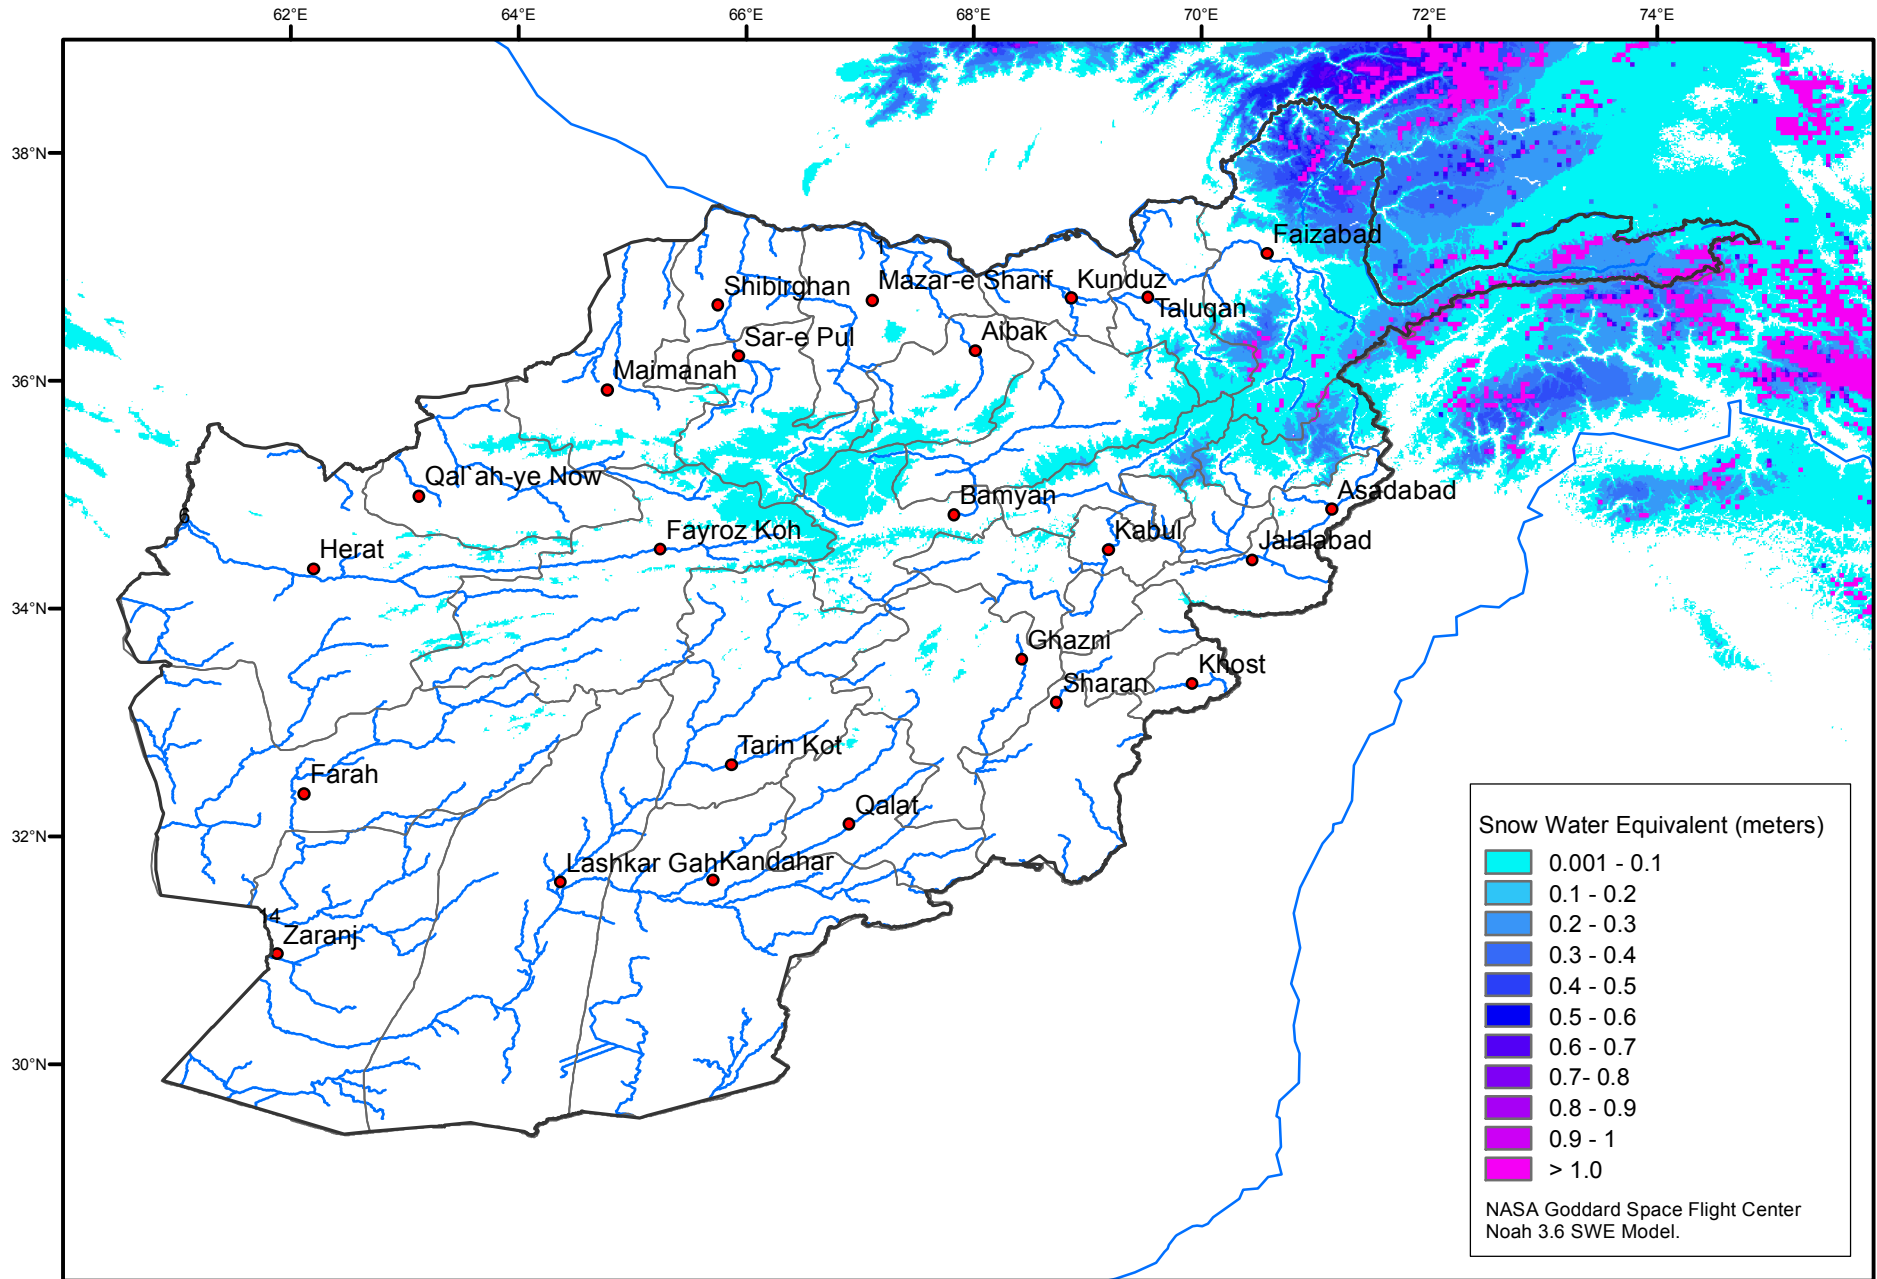 62°E 64°E 66°E 68°E 70°E 72°E 74°E
38°N
36°N
34°N
32°N
30°N
Faizabad
1
Shibirghan
Mazar-e Sharif
Kunduz
Taluqan
Sar-e Pul
Aibak
Maimanah
Qal`ah-ye Now
Bamyan
Asadabad
6
Fayroz Koh
Kabul
Jalalabad
Herat
Ghazni
Khost
Sharan
Tarin Kot
Farah
Qalat
Lashkar Gah
Kandahar
14
Zaranj
Snow Water Equivalent (meters)
0.001 - 0.1
0.1 - 0.2
0.2 - 0.3
0.3 - 0.4
0.4 - 0.5
0.5 - 0.6
0.6 - 0.7
0.7- 0.8
0.8 - 0.9
0.9 - 1
> 1.0
NASA Goddard Space Flight Center
Noah 3.6 SWE Model.